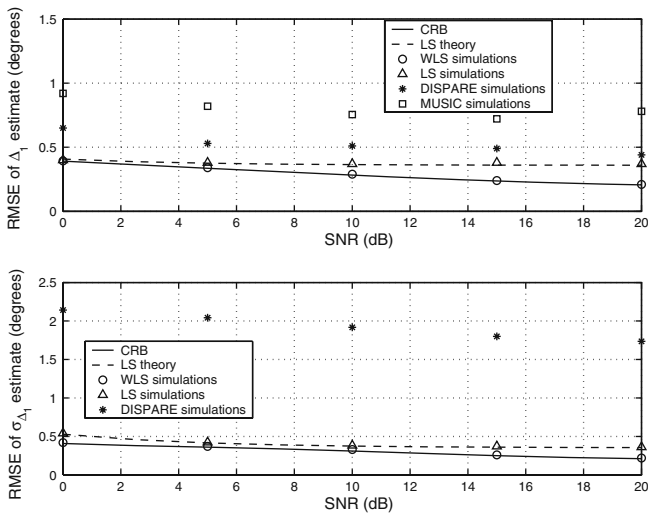 RMSE of Δ₁ estimate (degrees)
1.5
1
0.5
0
CRB
LS theory
WLS simulations
LS simulations
DISPARE simulations
MUSIC simulations
0 2 4 6 8 10 12 14 16 18 20
SNR (dB)
RMSE of σ_Δ₁ estimate (degrees)
2.5
2
1.5
1
0.5
0
CRB
LS theory
WLS simulations
LS simulations
DISPARE simulations
0 2 4 6 8 10 12 14 16 18 20
SNR (dB)